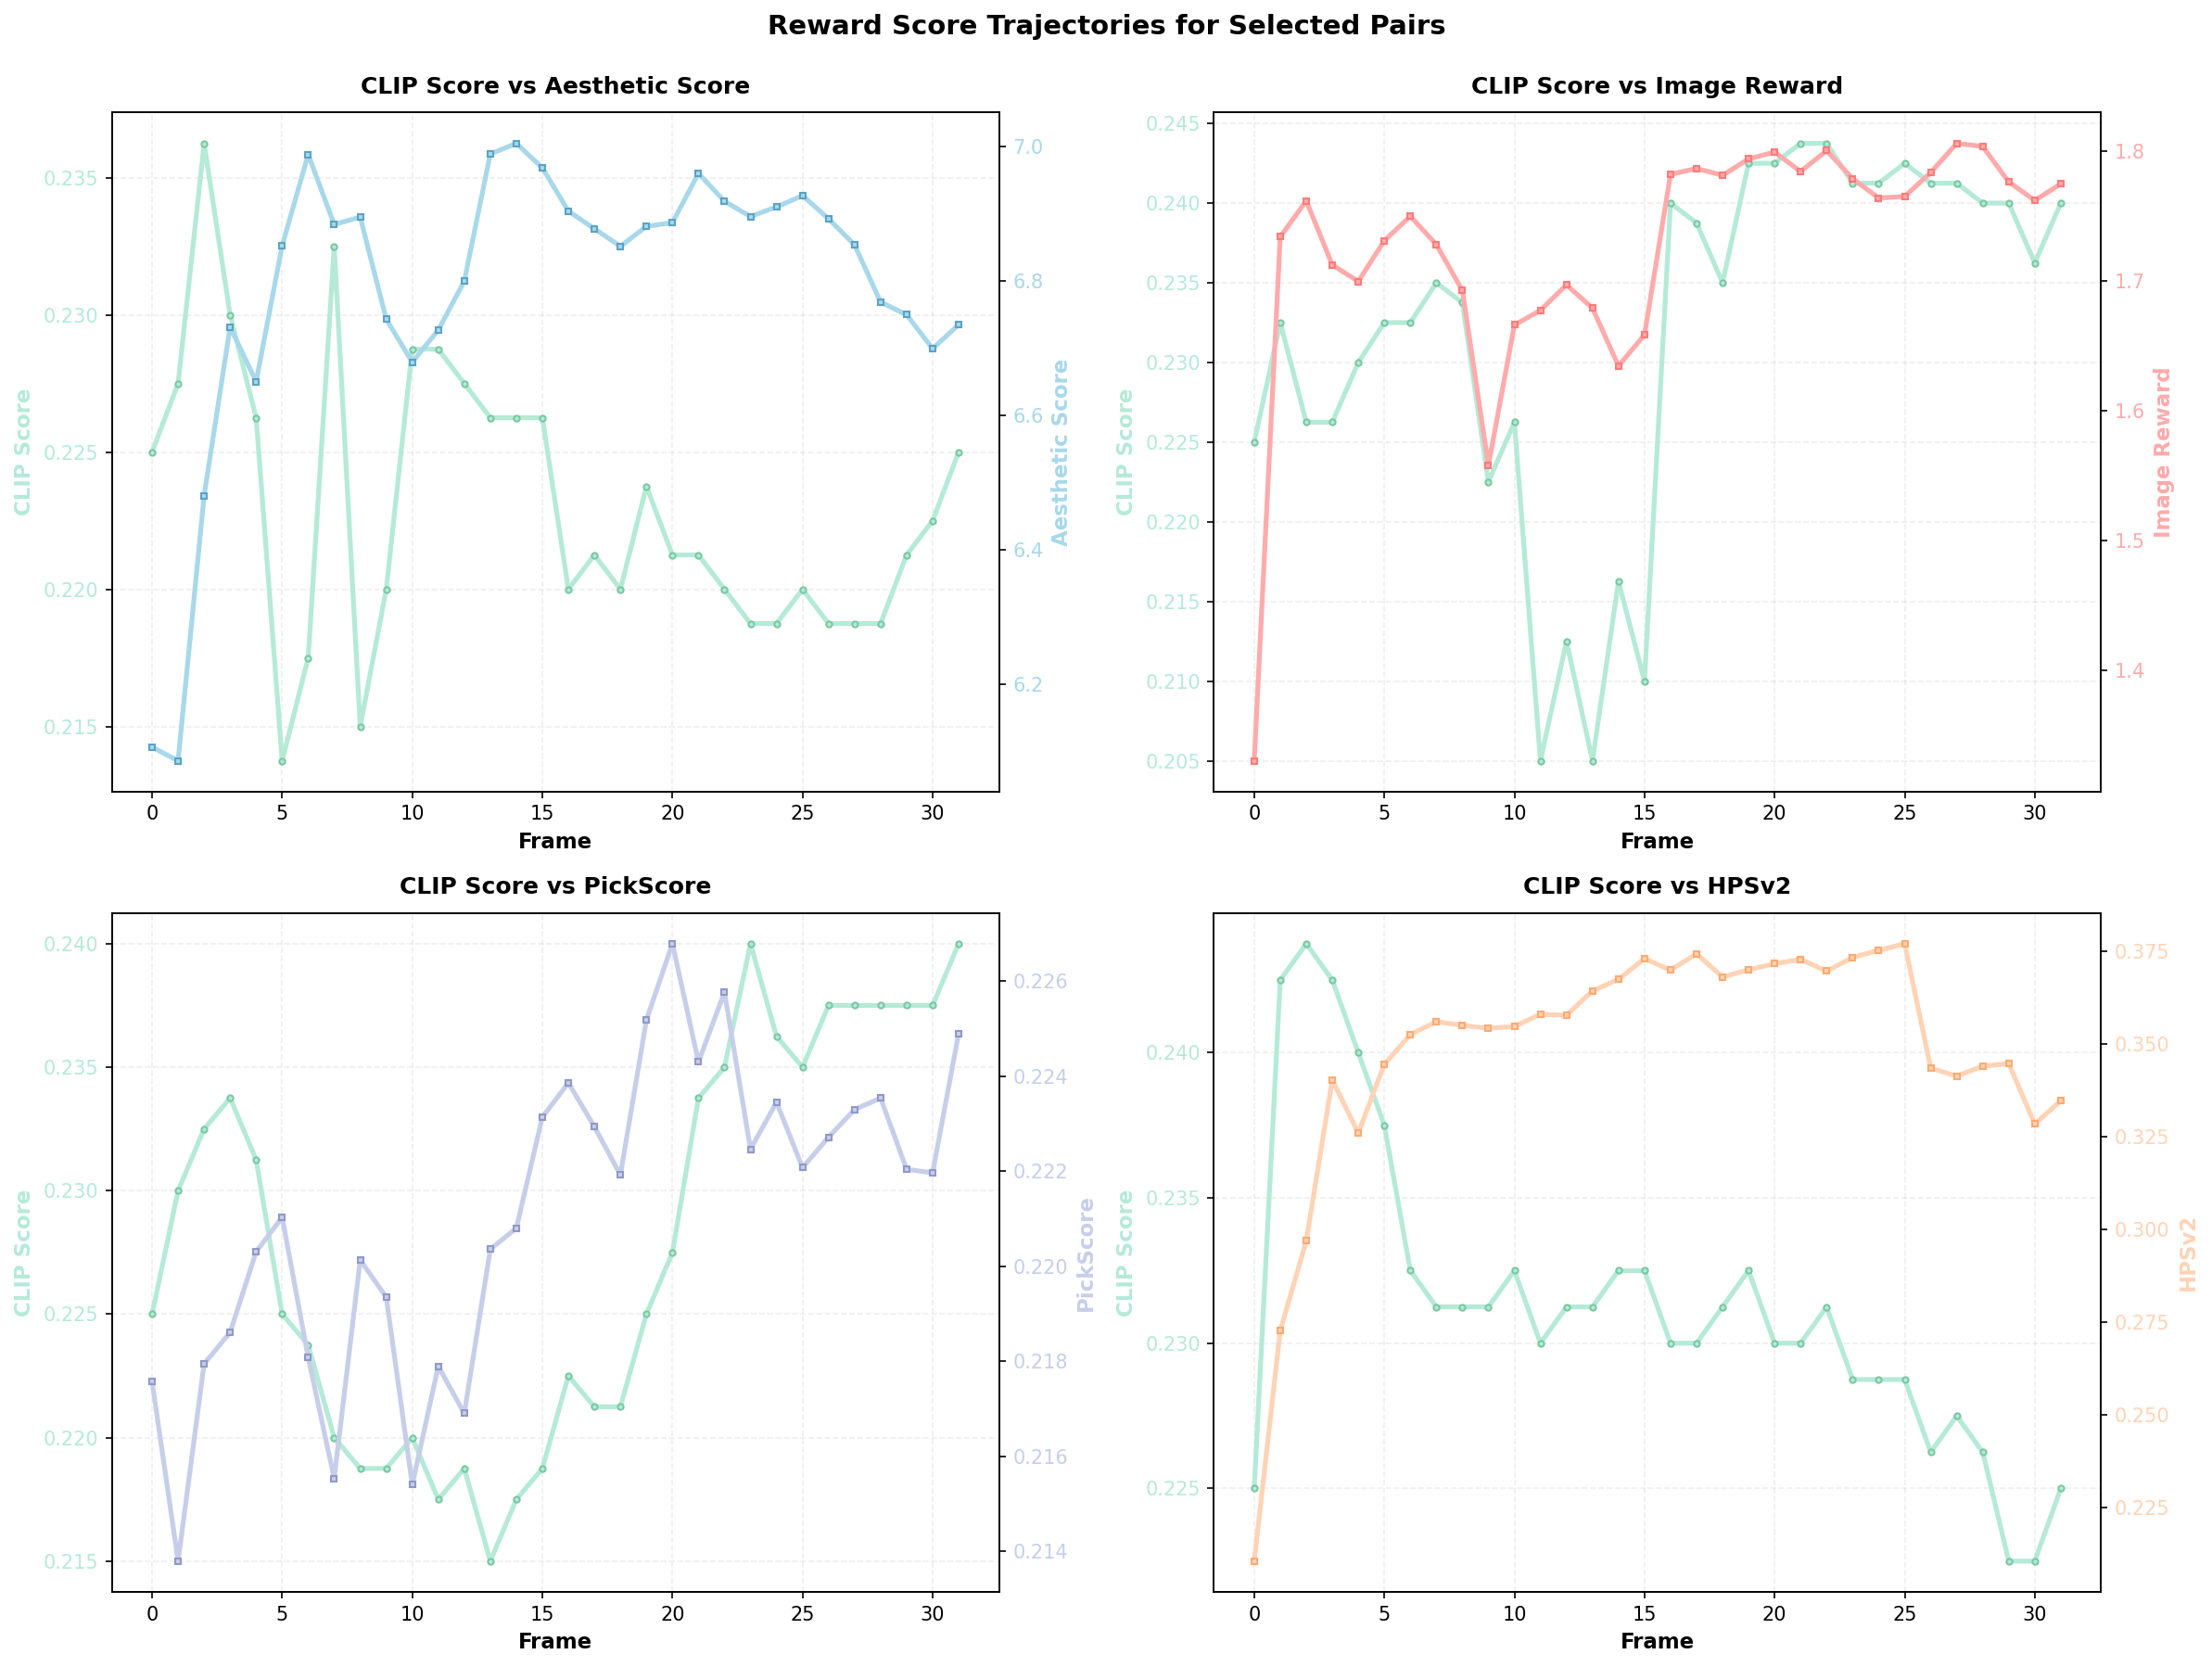 Reward Score Trajectories for Selected Pairs
CLIP Score vs Aesthetic Score
0.235
0.230
0.225
0.220
0.215
CLIP Score
7.0
6.8
6.6
6.4
6.2
Aesthetic Score
0 5 10 15 20 25 30
Frame
CLIP Score vs Image Reward
0.245
0.240
0.235
0.230
0.225
0.220
0.215
0.210
0.205
CLIP Score
1.8
1.7
1.6
1.5
1.4
Image Reward
0 5 10 15 20 25 30
Frame
CLIP Score vs PickScore
0.240
0.235
0.230
0.225
0.220
0.215
CLIP Score
0.226
0.224
0.222
0.220
0.218
0.216
0.214
PickScore
0 5 10 15 20 25 30
Frame
CLIP Score vs HPSv2
0.240
0.235
0.230
0.225
CLIP Score
0.375
0.350
0.325
0.300
0.275
0.250
0.225
HPSv2
0 5 10 15 20 25 30
Frame